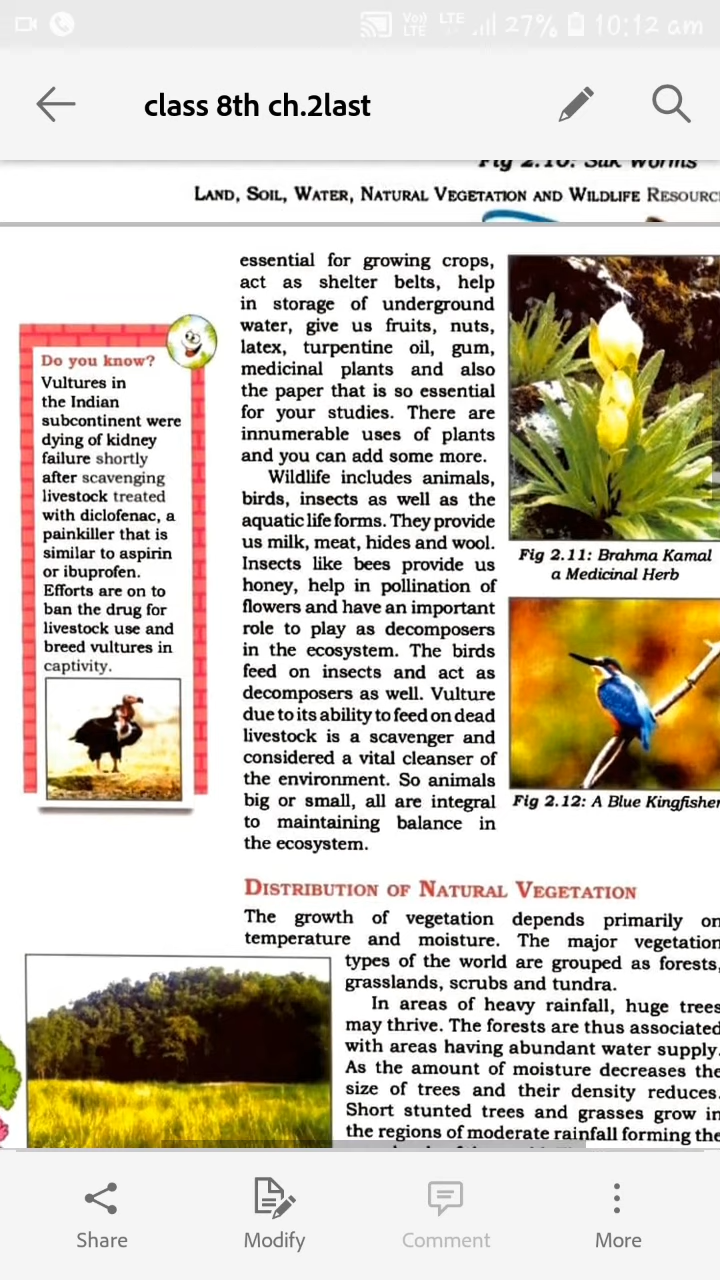 Voo)
LTE
LTE
27%
10:12 am
class 8th ch.2last
Fig 2.10: Silk Worms
LAND, SOIL, WATER, NATURAL VEGETATION AND WILDLIFE RESOURC
Do you know?
Vultures in
the Indian
subcontinent were
dying of kidney
failure shortly
after scavenging
livestock treated
with diclofenac, a
painkiller that is
similar to aspirin
or ibuprofen.
Efforts are on to
ban the drug for
livestock use and
breed vultures in
captivity.
essential for growing crops,
act as shelter belts, help
in storage of underground
water, give us fruits, nuts,
latex, turpentine oil, gum,
medicinal plants and also
the paper that is so essential
for your studies. There are
innumerable uses of plants
and you can add some more.
Wildlife includes animals,
birds, insects as well as the
aquatic life forms. They provide
us milk, meat, hides and wool.
Insects like bees provide us
honey, help in pollination of
flowers and have an important
role to play as decomposers
in the ecosystem. The birds
feed on insects and act as
decomposers as well. Vulture
due to its ability to feed on dead
livestock is a scavenger and
considered a vital cleanser of
the environment. So animals
big or small, all are integral
to maintaining balance in
the ecosystem.
Fig 2.11: Brahma Kamal
a Medicinal Herb
Fig 2.12: A Blue Kingfisher
DISTRIBUTION OF NATURAL VEGETATION
The growth of vegetation depends primarily on
temperature and moisture. The major vegetation
types of the world are grouped as forests,
grasslands, scrubs and tundra.
In areas of heavy rainfall, huge trees
may thrive. The forests are thus associated
with areas having abundant water supply.
As the amount of moisture decreases the
size of trees and their density reduces.
Short stunted trees and grasses grow in
the regions of moderate rainfall forming the
Share
Modify
Comment
More